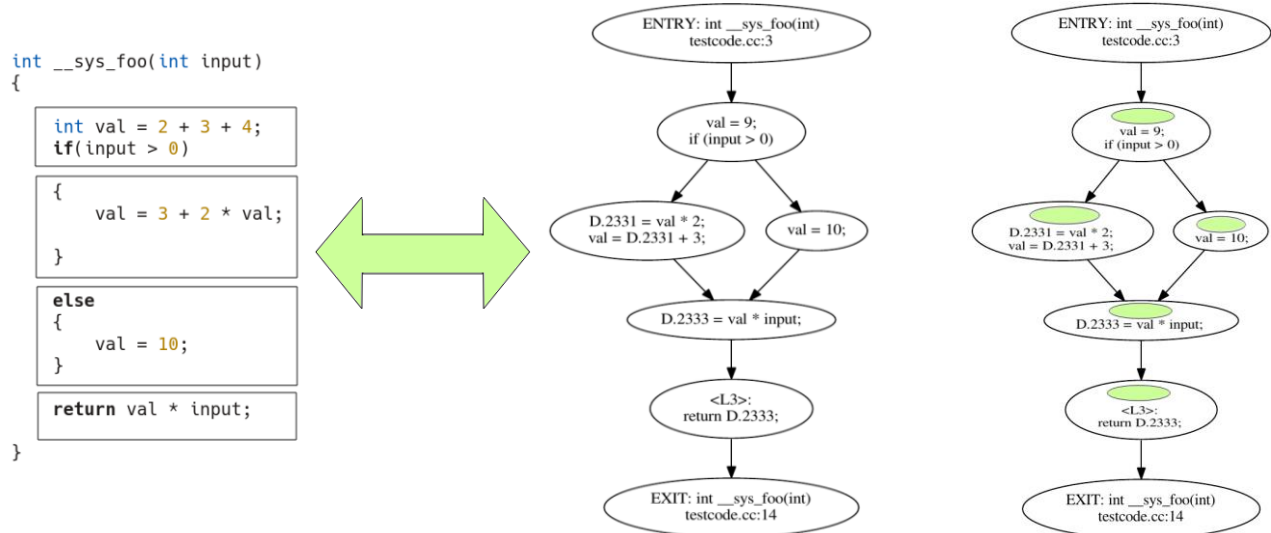 int __sys_foo(int input)
{
int val = 2 + 3 + 4;
if(input > 0)
{
val = 3 + 2 * val;
}
else
{
val = 10;
}
return val * input;
}
ENTRY: int __sys_foo(int)
testcode.cc:3
val = 9;
if (input > 0)
D.2331 = val * 2;
val = D.2331 + 3;
val = 10;
D.2333 = val * input;
<L3>:
return D.2333;
EXIT: int __sys_foo(int)
testcode.cc:14
ENTRY: int __sys_foo(int)
testcode.cc:3
val = 9;
if (input > 0)
D.2331 = val * 2;
val = D.2331 + 3;
val = 10;
D.2333 = val * input;
<L3>:
return D.2333;
EXIT: int __sys_foo(int)
testcode.cc:14